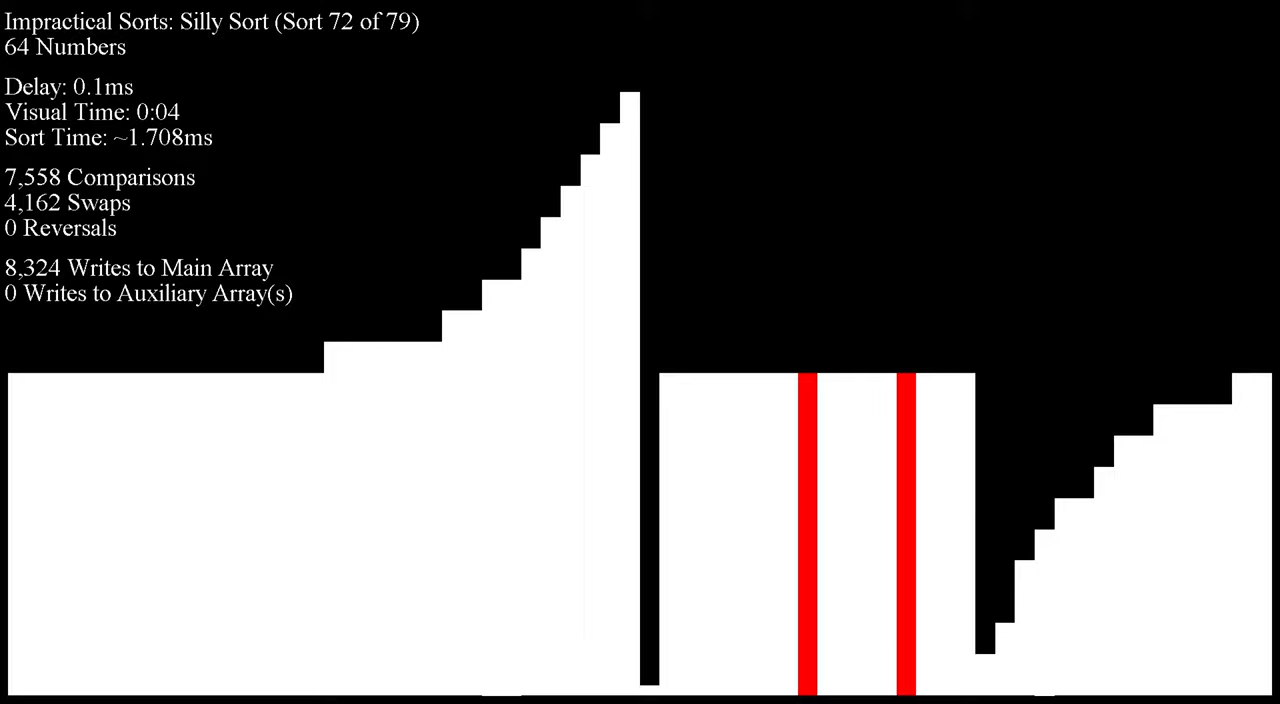 Impractical Sorts: Silly Sort (Sort 72 of 79)
64 Numbers
Delay: 0.1ms
Visual Time: 0:04
Sort Time: ~1.708ms
7,558 Comparisons
4,162 Swaps
0 Reversals
8,324 Writes to Main Array
0 Writes to Auxiliary Array(s)